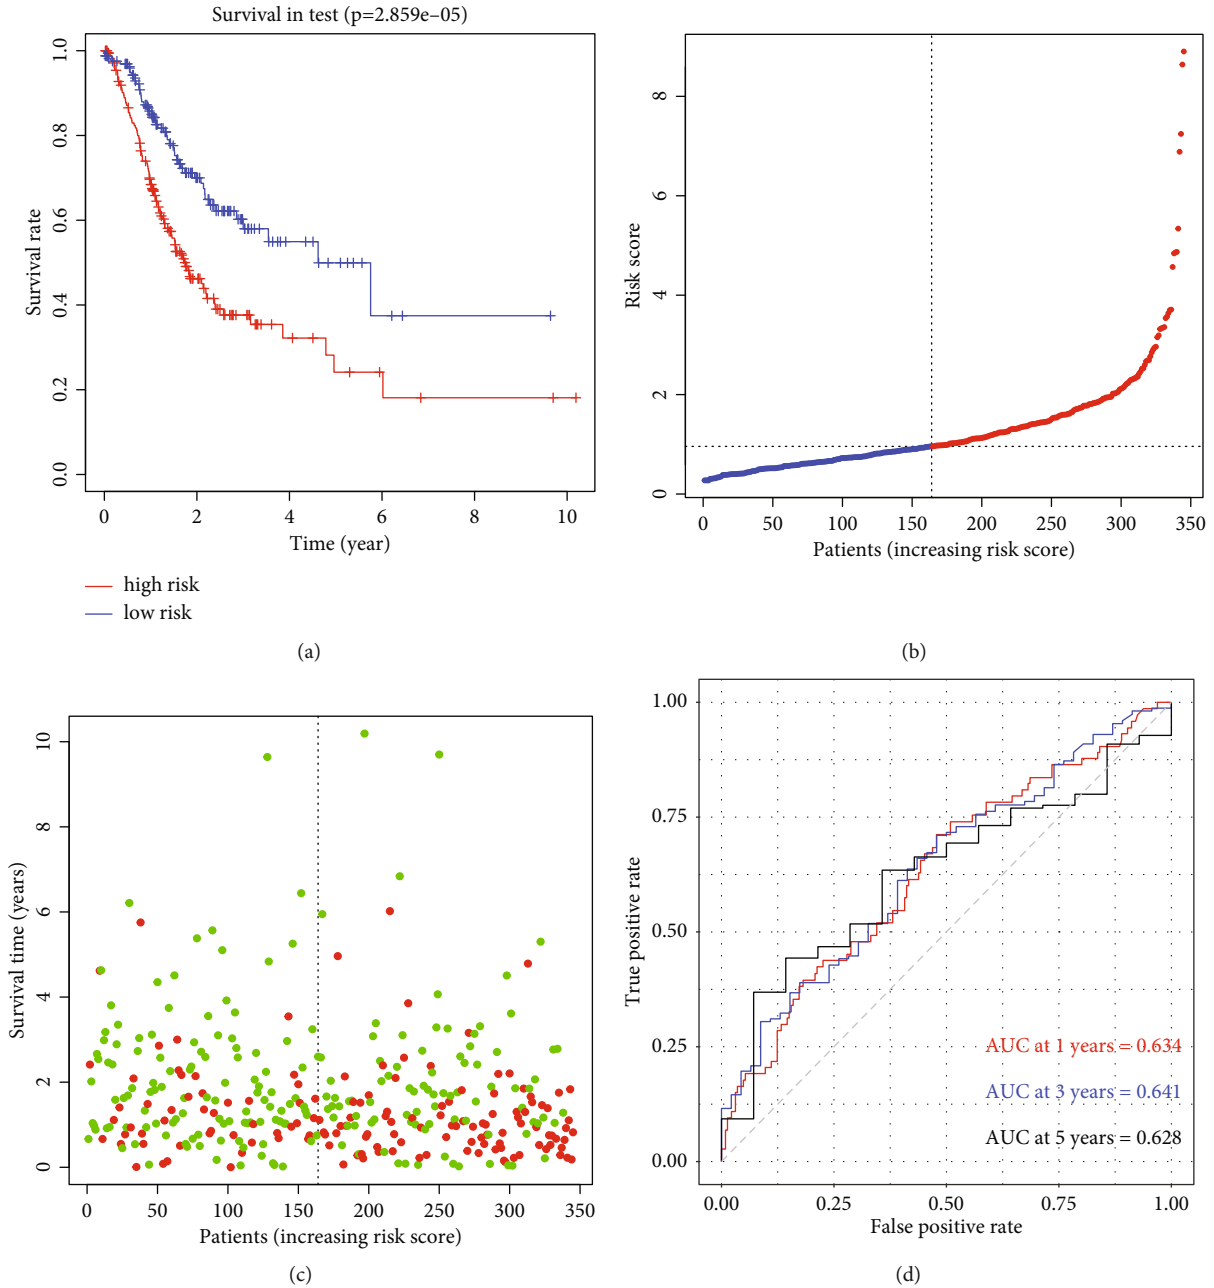 Survival in test (p=2.859e–05)
1.0
0.8
0.6
0.4
0.2
0.0
Survival rate
0 2 4 6 8 10
Time (year)
high risk
low risk
(a)
8
6
4
2
0
Risk score
0 50 100 150 200 250 300 350
Patients (increasing risk score)
(b)
10
8
6
4
2
0
Survival time (years)
0 50 100 150 200 250 300 350
Patients (increasing risk score)
(c)
1.00
0.75
0.50
0.25
0.00
True positive rate
AUC at 1 years = 0.634
AUC at 3 years = 0.641
AUC at 5 years = 0.628
0.00 0.25 0.50 0.75 1.00
False positive rate
(d)